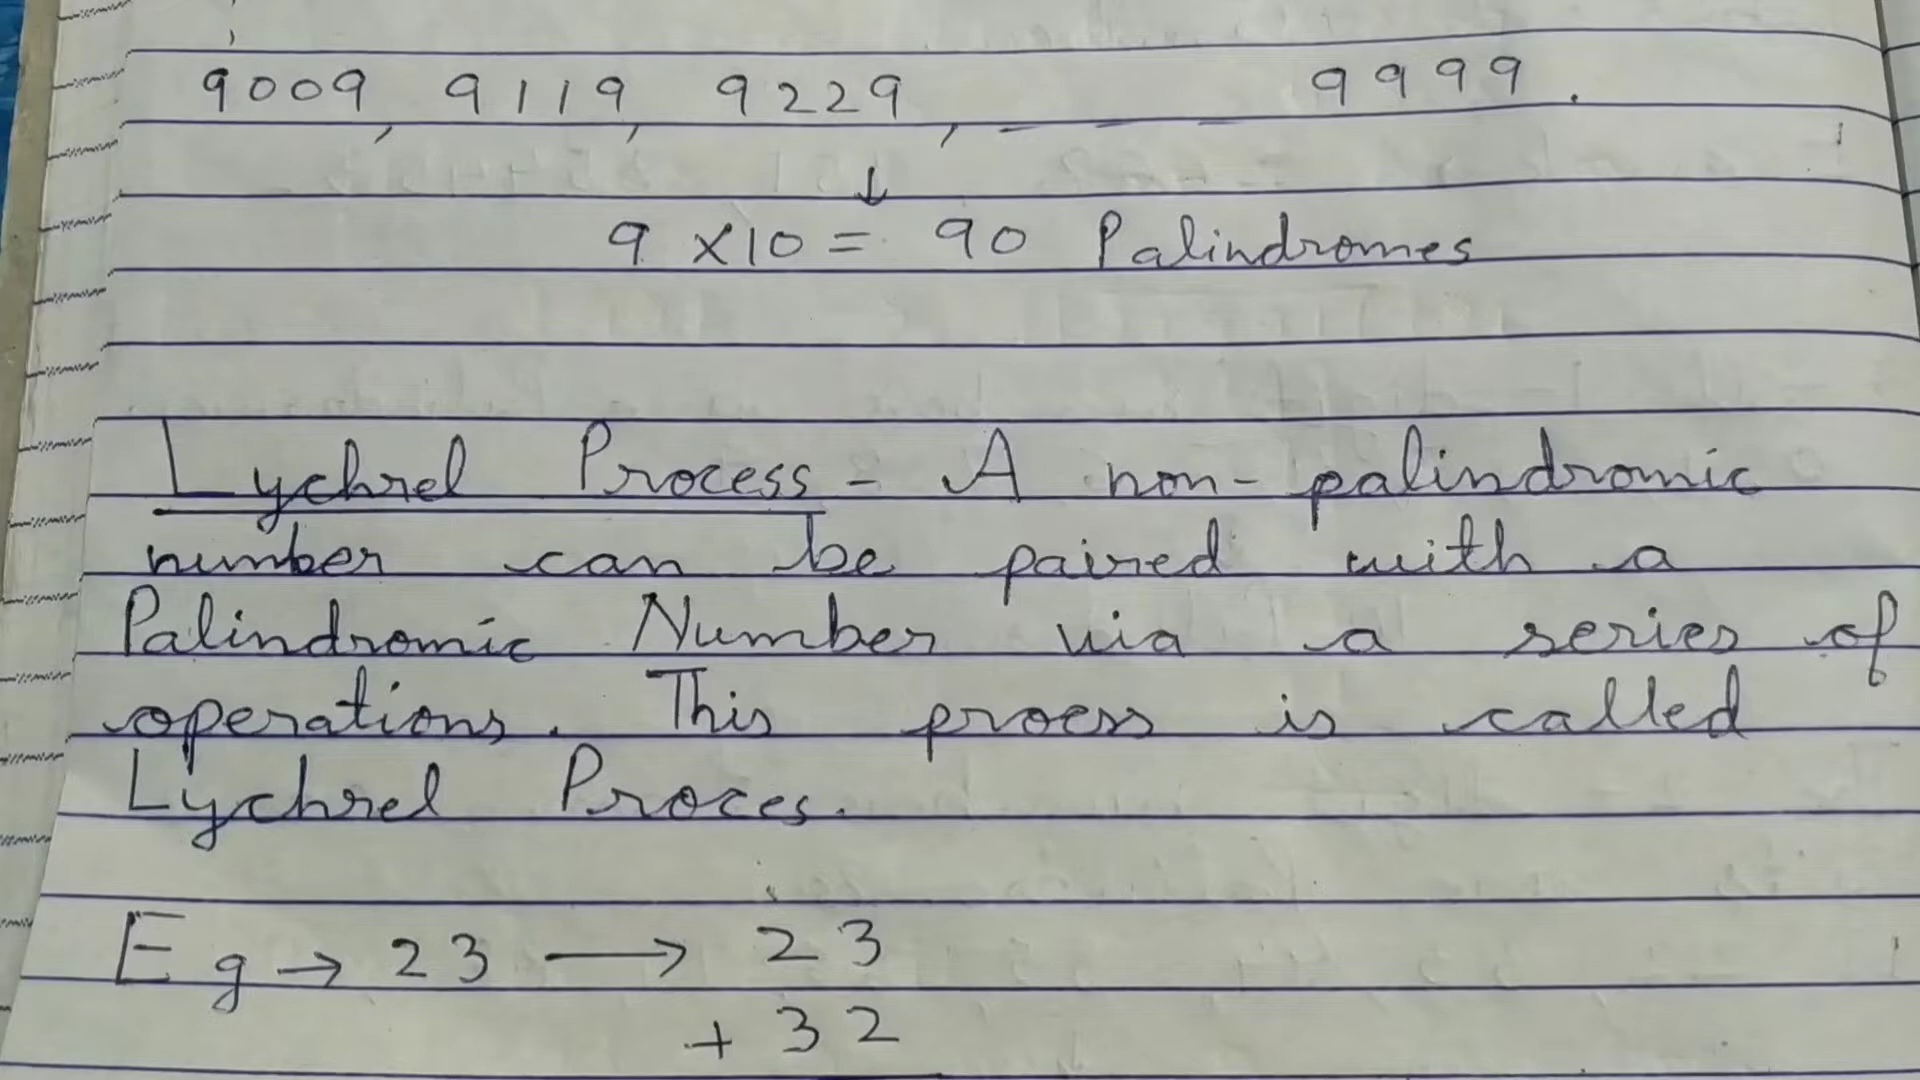 9009, 9119, 9229, — — — 9999.
↓
9 × 10 = 90 Palindromes
Lychrel Process - A non-palindromic
number can be paired with a
Palindromic Number via a series of
operations. This proess is called
Lychrel Proces.
Eg → 23 ⟶ 23
+ 32